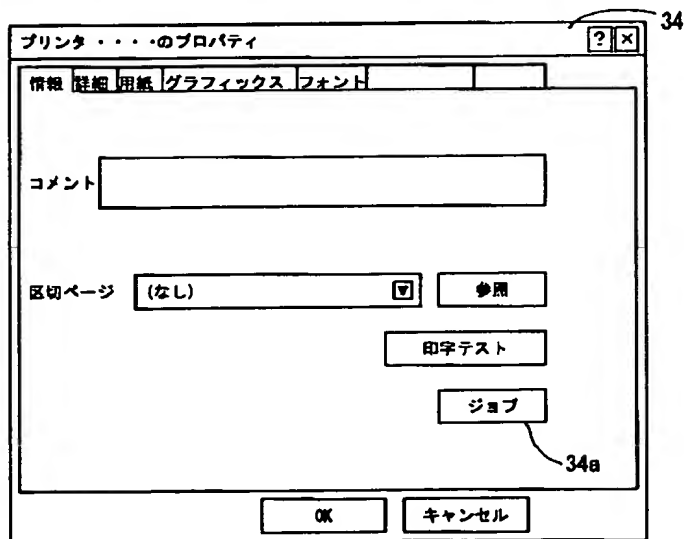 34
プリンタ ・・・・のプロパティ ? ×
情報 詳細 用紙 グラフィックス フォント
コメント
区切ページ (なし) 参照
印字テスト
ジョブ
34a
OK キャンセル